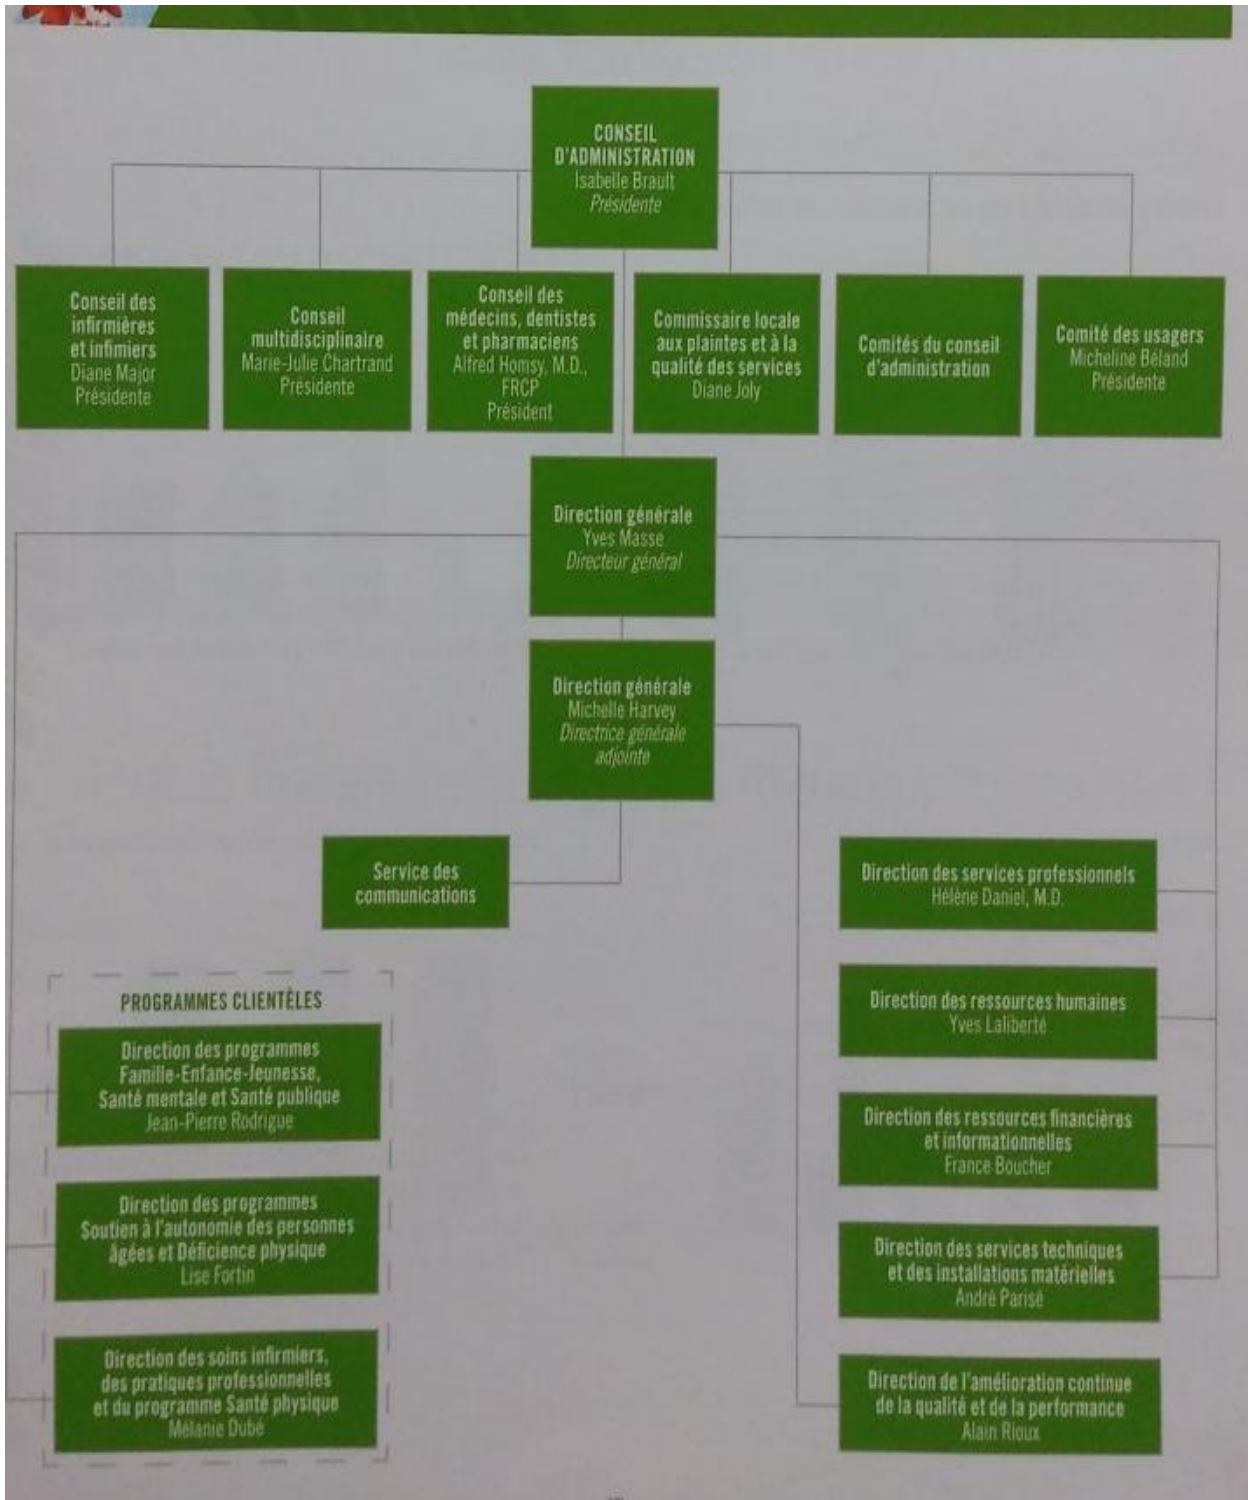 CONSEIL
D'ADMINISTRATION
Isabelle Brault
Présidente
Conseil des
infirmières
et infimiers
Diane Major
Présidente
Conseil
multidisciplinaire
Marie-Julie Chartrand
Présidente
Conseil des
médecins, dentistes
et pharmaciens
Alfred Homsy, M.D.,
FRCP
Président
Commissaire locale
aux plaintes et à la
qualité des services
Diane Joly
Comités du conseil
d'administration
Comité des usagers
Micheline Béland
Présidente
Direction générale
Yves Masse
Directeur général
Direction générale
Michelle Harvey
Directrice générale
adjointe
Service des
communications
Direction des services professionnels
Hélène Daniel, M.D.
Direction des ressources humaines
Yves Laliberté
Direction des ressources financières
et informationnelles
France Boucher
Direction des services techniques
et des installations matérielles
André Parisé
Direction de l'amélioration continue
de la qualité et de la performance
Alain Rioux
PROGRAMMES CLIENTÈLES
Direction des programmes
Famille-Enfance-Jeunesse,
Santé mentale et Santé publique
Jean-Pierre Rodrigue
Direction des programmes
Soutien à l'autonomie des personnes
âgées et Déficience physique
Lise Fortin
Direction des soins infirmiers,
des pratiques professionnelles
et du programme Santé physique
Mélanie Dubé